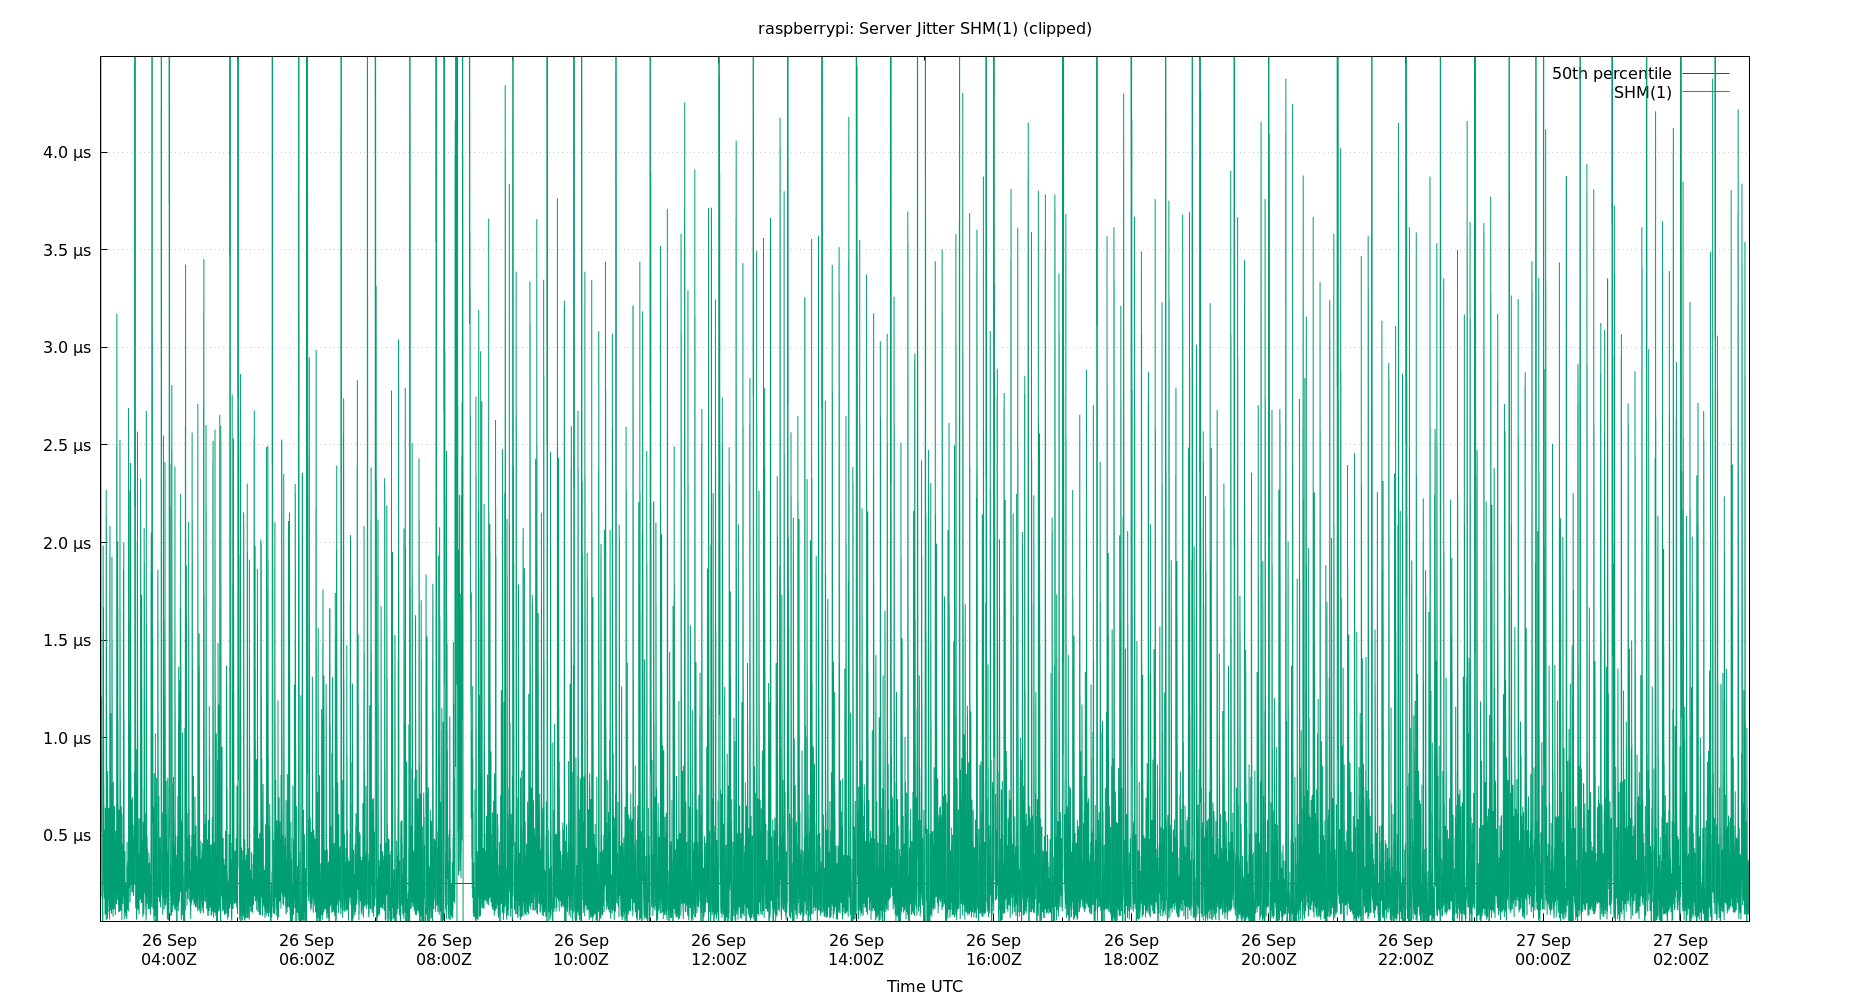 raspberrypi: Server Jitter SHM(1) (clipped)
50th percentile
SHM(1)
4.0 µs
3.5 µs
3.0 µs
2.5 µs
2.0 µs
1.5 µs
1.0 µs
0.5 µs
26 Sep 26 Sep 26 Sep 26 Sep 26 Sep 26 Sep 26 Sep 26 Sep 26 Sep 26 Sep 27 Sep 27 Sep
04:00Z 06:00Z 08:00Z 10:00Z 12:00Z 14:00Z 16:00Z 18:00Z 20:00Z 22:00Z 00:00Z 02:00Z
Time UTC